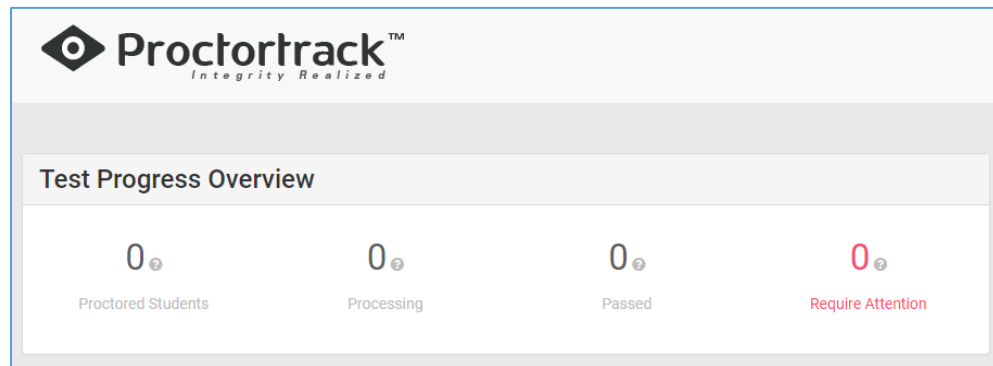 Proctortrack™
Integrity Realized
Test Progress Overview
0 ? 0 ? 0 ? 0 ?
Proctored Students Processing Passed Require Attention